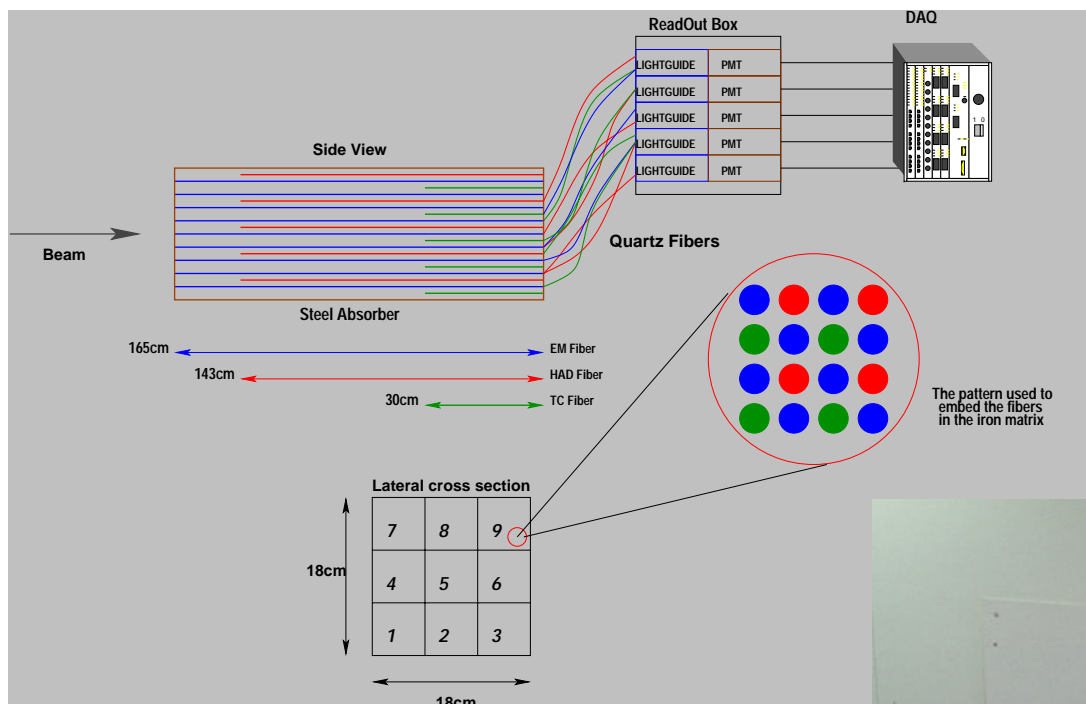 ReadOut Box
DAQ
LIGHTGUIDE PMT
LIGHTGUIDE PMT
LIGHTGUIDE PMT
LIGHTGUIDE PMT
LIGHTGUIDE PMT
1 0
Side View
Beam
Quartz Fibers
Steel Absorber
165cm
EM Fiber
143cm
HAD Fiber
30cm
TC Fiber
The pattern used to
embed the fibers
in the iron matrix
Lateral cross section
7 8 9
18cm
4 5 6
1 2 3
18cm